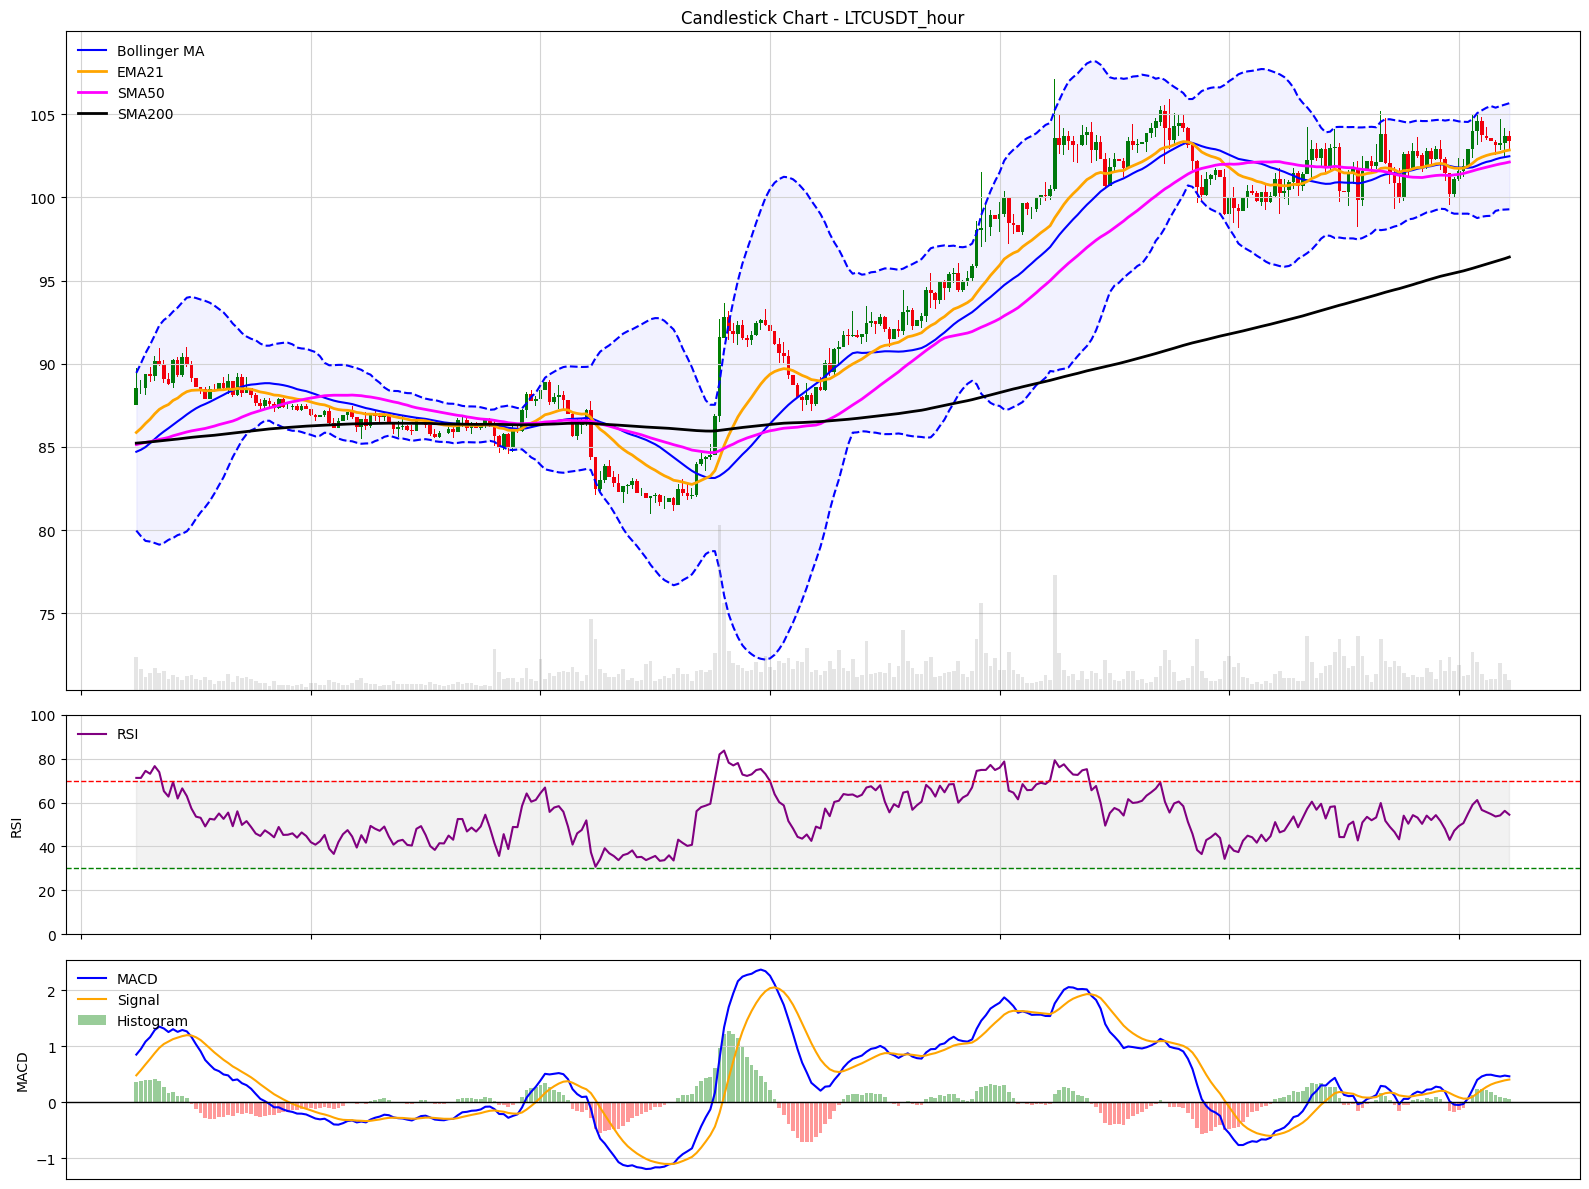 Candlestick Chart - LTCUSDT_hour
Bollinger MA
EMA21
SMA50
SMA200
105
100
95
90
85
80
75
RSI
100
80
60
40
20
0
RSI
MACD
Signal
Histogram
2
1
0
−1
MACD